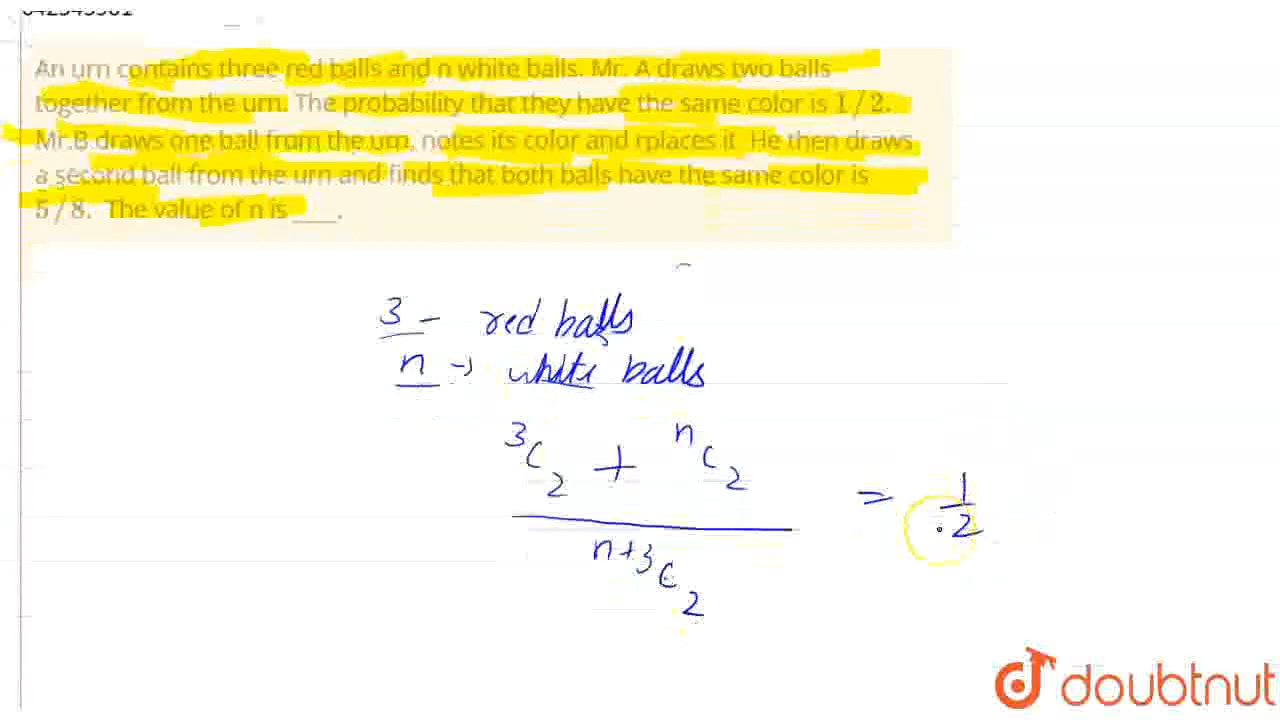 An urn contains three red balls and n white balls. Mr. A draws two balls
together from the urn. The probability that they have the same color is 1/2.
Mr.B draws one ball from the urn, notes its color and rplaces it. He then draws
a second ball from the urn and finds that both balls have the same color is
5/8. The value of n is ____.
3 - red balls
n → white balls
³C₂ + ⁿC₂
= 1/2
ⁿ⁺³C₂
doubtnut